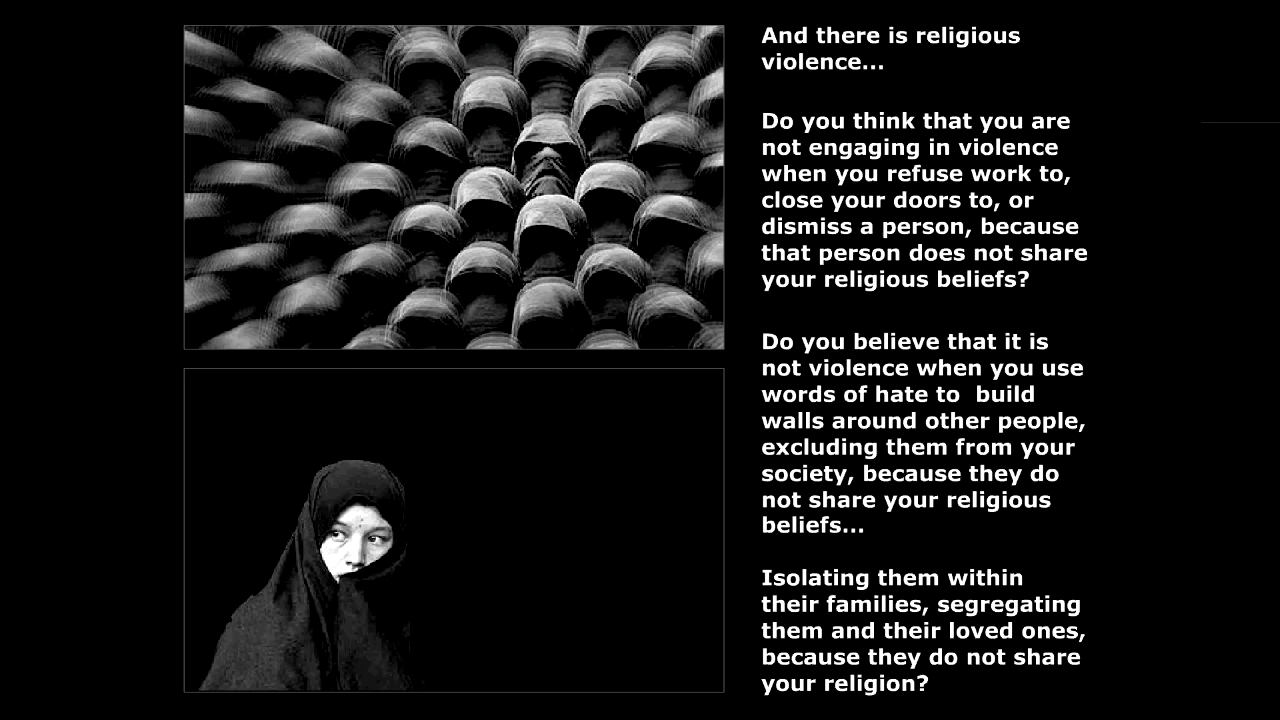 And there is religious
violence...
Do you think that you are
not engaging in violence
when you refuse work to,
close your doors to, or
dismiss a person, because
that person does not share
your religious beliefs?
Do you believe that it is
not violence when you use
words of hate to  build
walls around other people,
excluding them from your
society, because they do
not share your religious
beliefs...
Isolating them within
their families, segregating
them and their loved ones,
because they do not share
your religion?